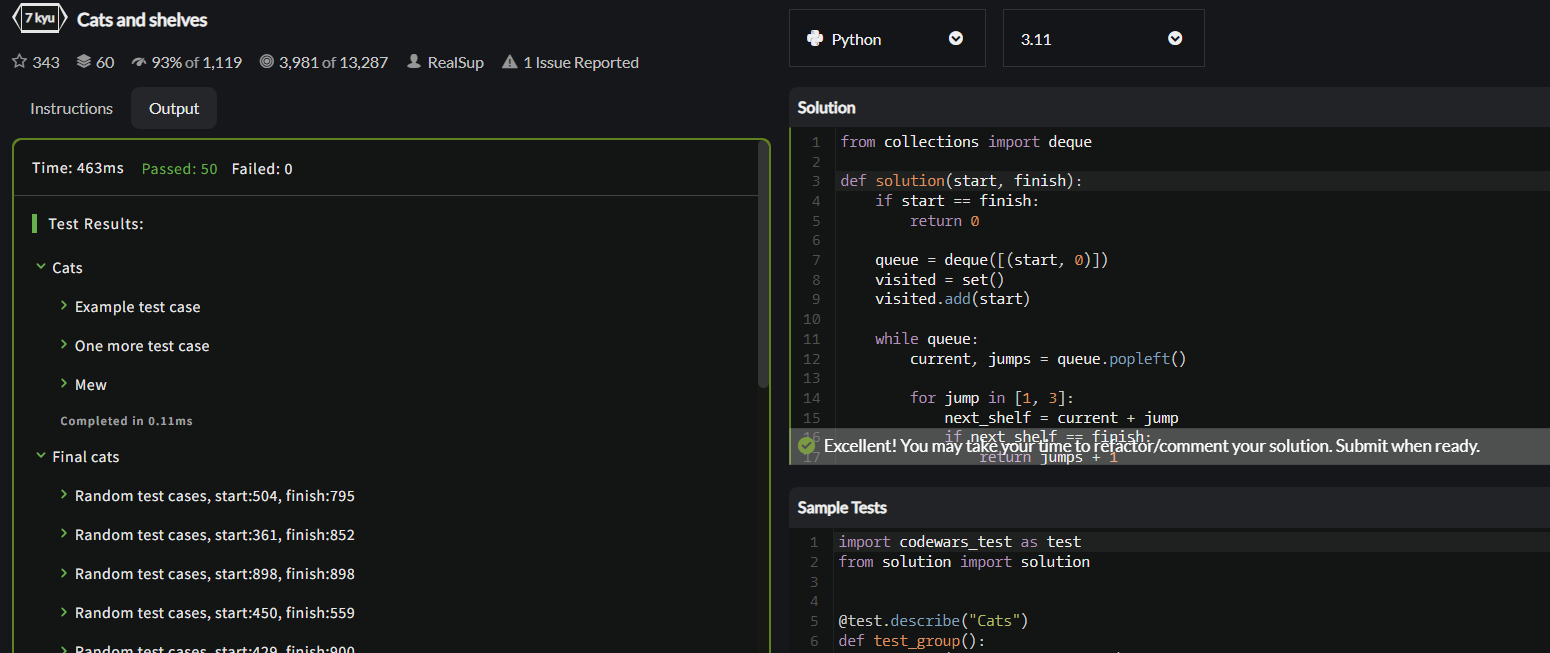 7 kyu Cats and shelves
343 60 93% of 1,119 3,981 of 13,287 RealSup 1 Issue Reported
Instructions Output
Time: 463ms Passed: 50 Failed: 0
Test Results:
Cats
Example test case
One more test case
Mew
Completed in 0.11ms
Final cats
Random test cases, start:504, finish:795
Random test cases, start:361, finish:852
Random test cases, start:898, finish:898
Random test cases, start:450, finish:559
Random test cases, start:429, finish:900
Python 3.11
Solution
1 from collections import deque
2
3 def solution(start, finish):
4 if start == finish:
5 return 0
6
7 queue = deque([(start, 0)])
8 visited = set()
9 visited.add(start)
10
11 while queue:
12 current, jumps = queue.popleft()
13
14 for jump in [1, 3]:
15 next_shelf = current + jump
16 if next_shelf == finish:
17 return jumps + 1
Excellent! You may take your time to refactor/comment your solution. Submit when ready.
Sample Tests
1 import codewars_test as test
2 from solution import solution
3
4
5 @test.describe("Cats")
6 def test_group():